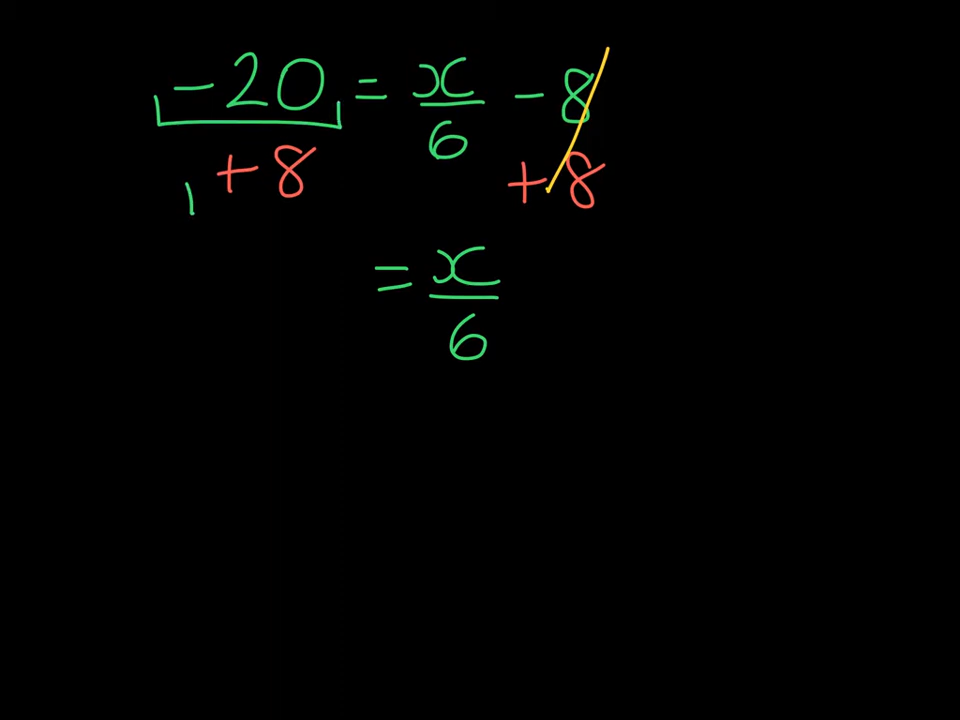 -20 = x/6 - 8
+8 +8
= x/6